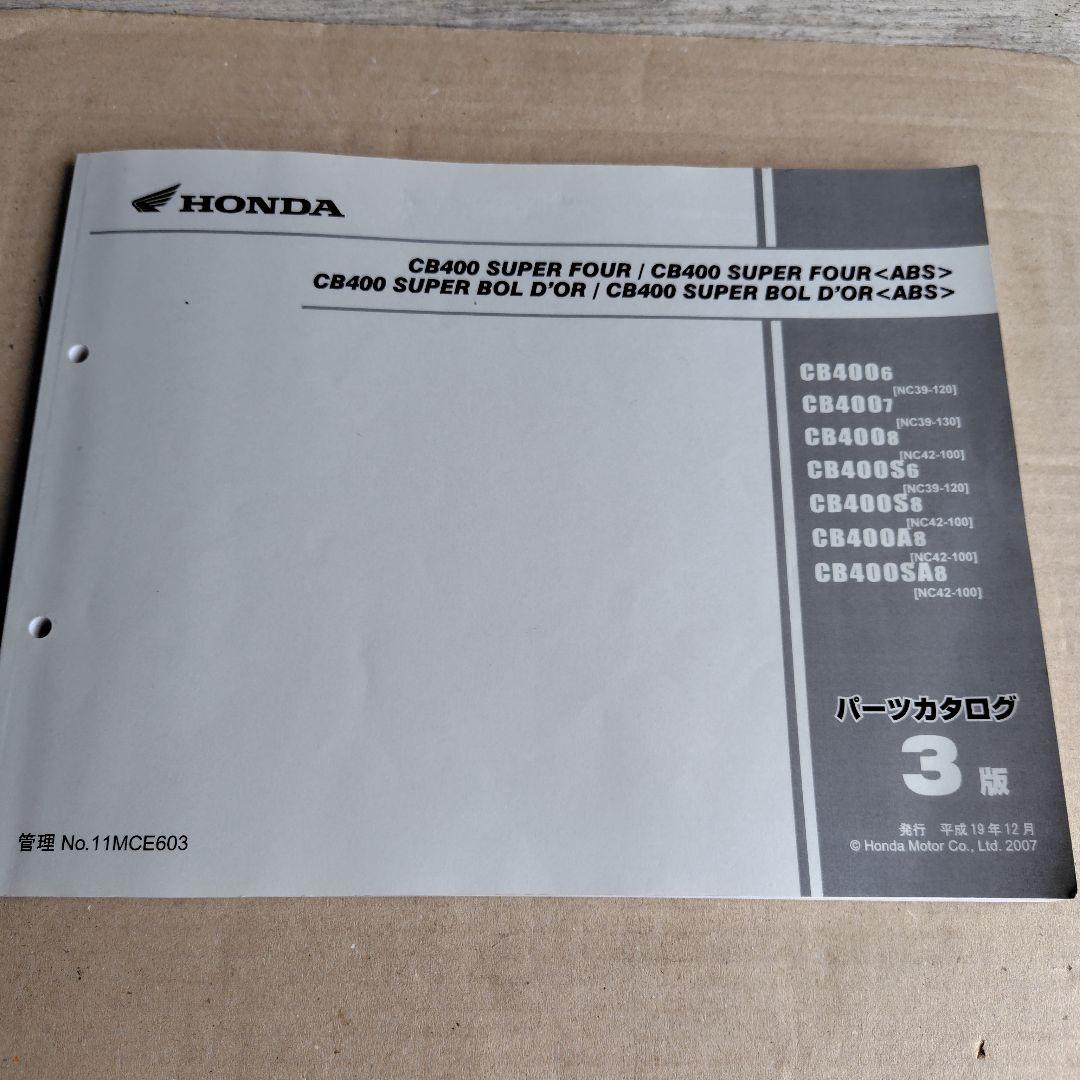 HONDA
CB400 SUPER FOUR / CB400 SUPER FOUR<ABS>
CB400 SUPER BOL D'OR / CB400 SUPER BOL D'OR<ABS>
CB4006
[NC39-120]
CB4007
[NC39-130]
CB4008
[NC42-100]
CB400S6
[NC39-120]
CB400S8
[NC42-100]
CB400A8
[NC42-100]
CB400SA8
[NC42-100]
パーツカタログ
3 版
管理 No.11MCE603
発行 平成19年12月
© Honda Motor Co., Ltd. 2007